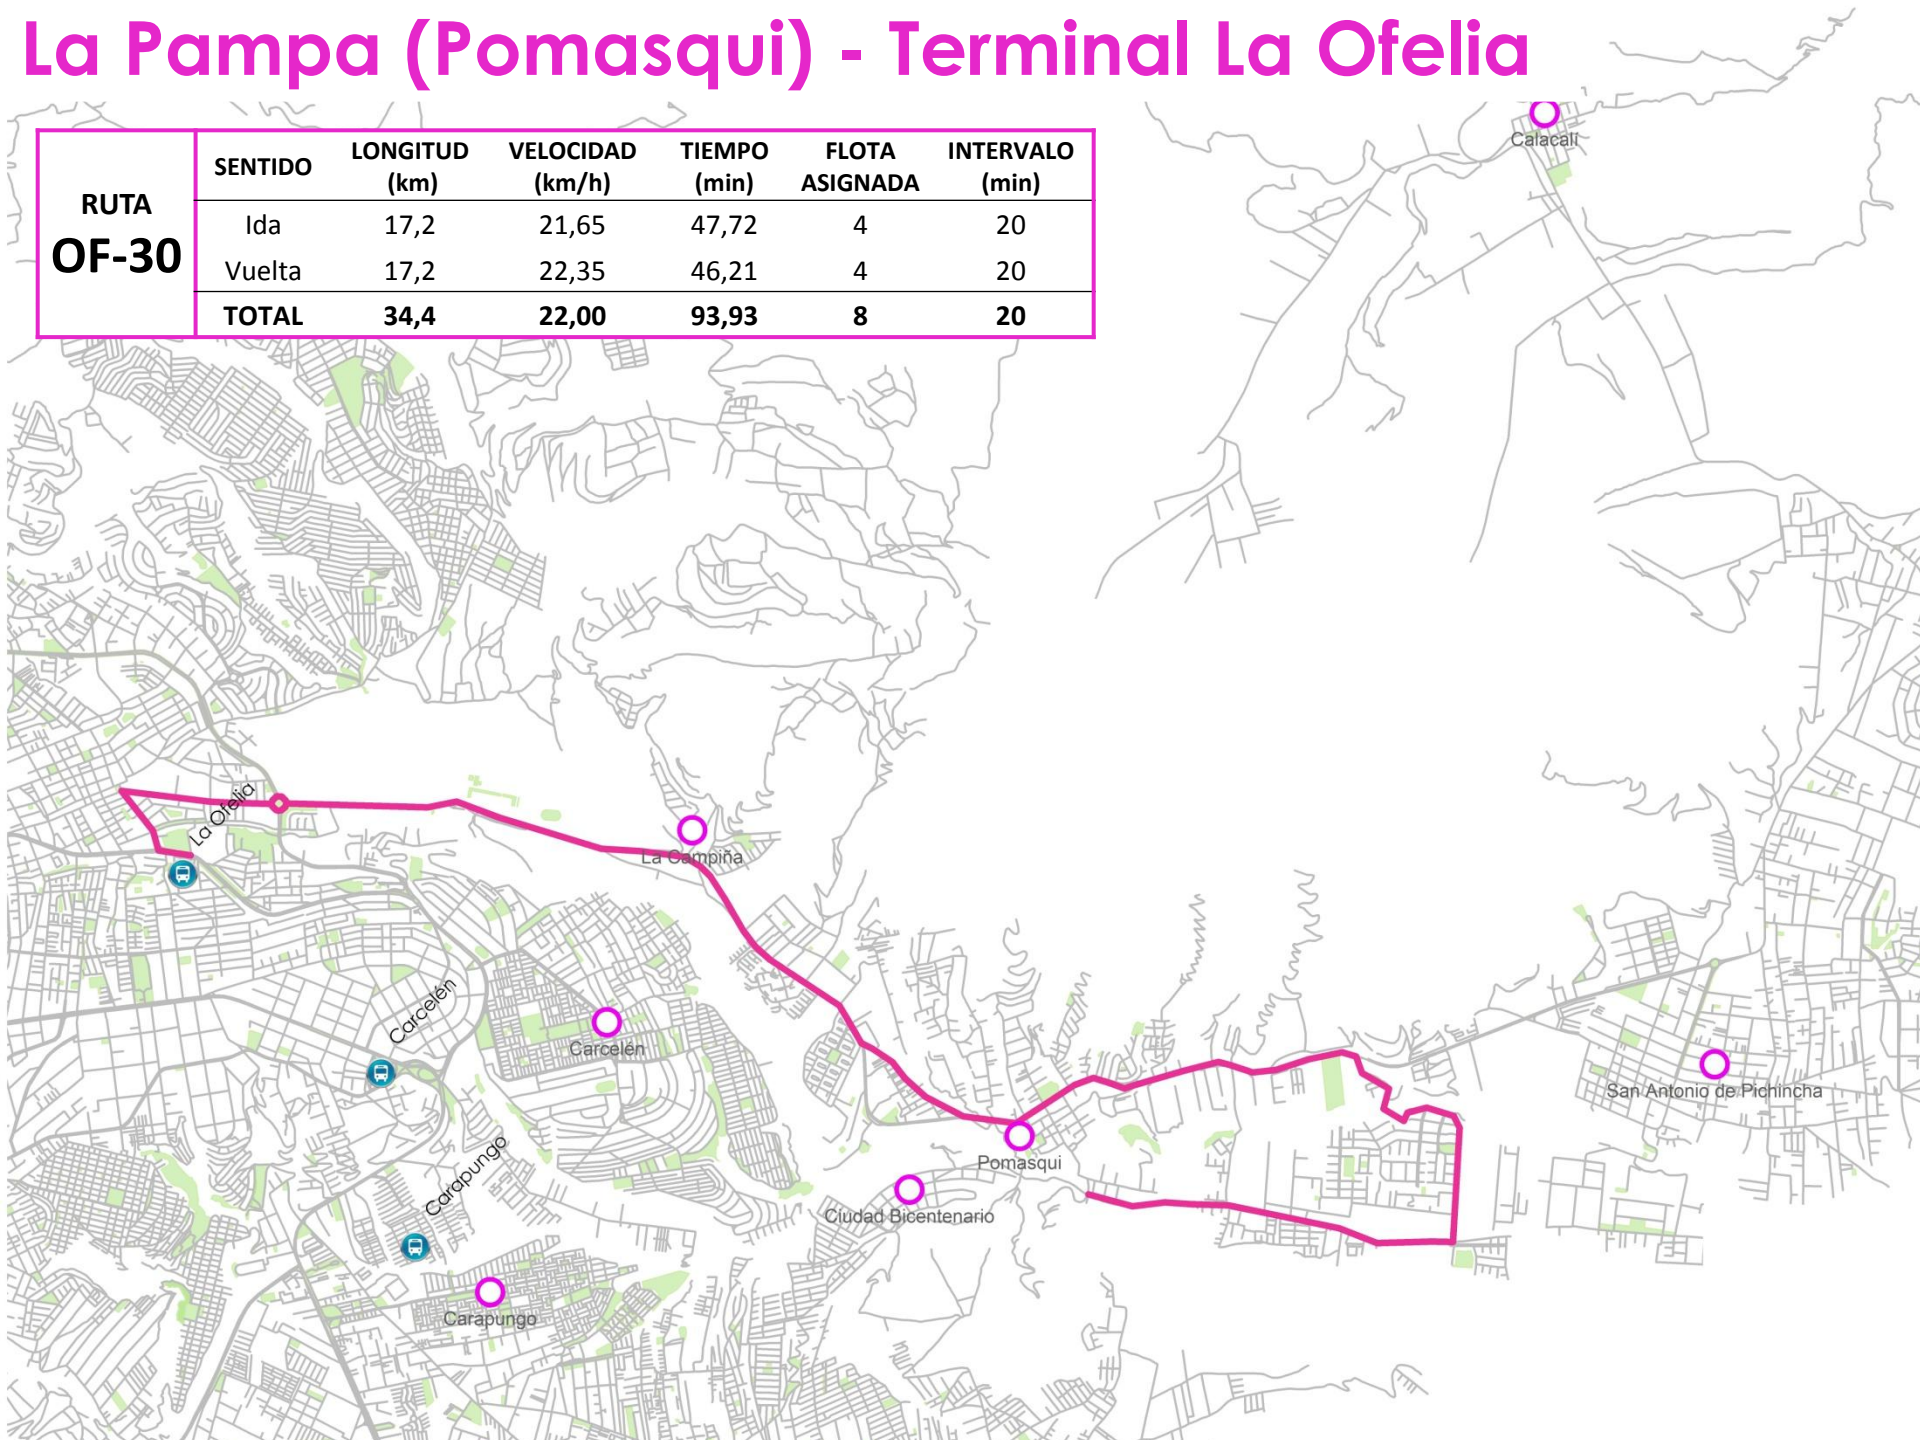 La Pampa (Pomasqui) - Terminal La Ofelia
RUTA
OF-30
SENTIDO LONGITUD (km) VELOCIDAD (km/h) TIEMPO (min) FLOTA ASIGNADA INTERVALO (min)
Ida 17,2 21,65 47,72 4 20
Vuelta 17,2 22,35 46,21 4 20
TOTAL 34,4 22,00 93,93 8 20
Calacalí
La Ofelia
La Campiña
Carcelén
Carcelén
San Antonio de Pichincha
Pomasqui
Carapungo
Ciudad Bicentenario
Carapungo